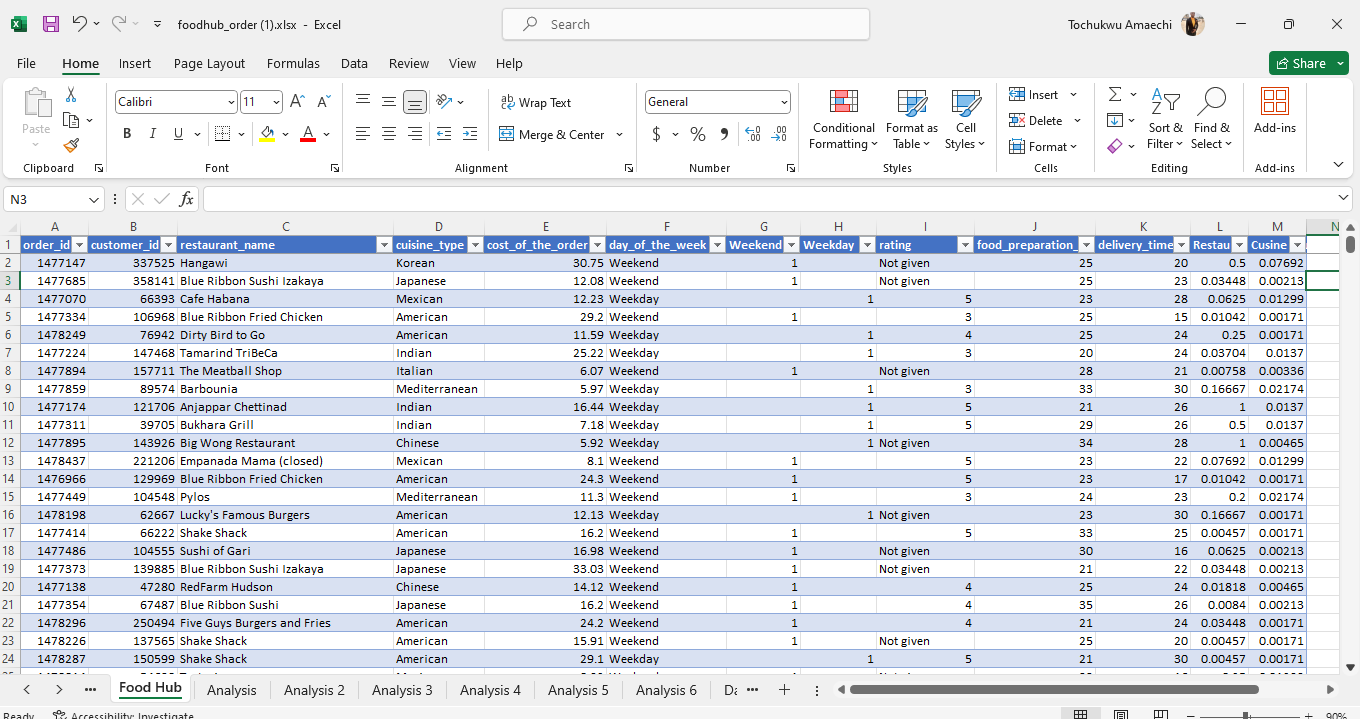 foodhub_order (1).xlsx - Excel
Search
Tochukwu Amaechi
File Home Insert Page Layout Formulas Data Review View Help
Share
Paste
Clipboard
Calibri 11
B I U
Font
Wrap Text
Merge & Center
Alignment
General
$ % 9
Number
Conditional Formatting
Format as Table
Cell Styles
Styles
Insert
Delete
Format
Cells
Sort & Filter
Find & Select
Editing
Add-ins
Add-ins
N3
fx
A B C D E F G H I J K L M N
1 order_id customer_id restaurant_name cuisine_type cost_of_the_order day_of_the_week Weekend Weekday rating food_preparation_ delivery_time Restau Cusine
2 1477147 337525 Hangawi Korean 30.75 Weekend 1 Not given 25 20 0.5 0.07692
3 1477685 358141 Blue Ribbon Sushi Izakaya Japanese 12.08 Weekend 1 Not given 25 23 0.03448 0.00213
4 1477070 66393 Cafe Habana Mexican 12.23 Weekday 1 5 23 28 0.0625 0.01299
5 1477334 106968 Blue Ribbon Fried Chicken American 29.2 Weekend 1 3 25 15 0.01042 0.00171
6 1478249 76942 Dirty Bird to Go American 11.59 Weekday 1 4 25 24 0.25 0.00171
7 1477224 147468 Tamarind TriBeCa Indian 25.22 Weekday 1 3 20 24 0.03704 0.0137
8 1477894 157711 The Meatball Shop Italian 6.07 Weekend 1 Not given 28 21 0.00758 0.00336
9 1477859 89574 Barbounia Mediterranean 5.97 Weekday 1 3 33 30 0.16667 0.02174
10 1477174 121706 Anjappar Chettinad Indian 16.44 Weekday 1 5 21 26 1 0.0137
11 1477311 39705 Bukhara Grill Indian 7.18 Weekday 1 5 29 26 0.5 0.0137
12 1477895 143926 Big Wong Restaurant Chinese 5.92 Weekday 1 Not given 34 28 1 0.00465
13 1478437 221206 Empanada Mama (closed) Mexican 8.1 Weekend 1 5 23 22 0.07692 0.01299
14 1476966 129969 Blue Ribbon Fried Chicken American 24.3 Weekend 1 5 23 17 0.01042 0.00171
15 1477449 104548 Pylos Mediterranean 11.3 Weekend 1 3 24 23 0.2 0.02174
16 1478198 62667 Lucky's Famous Burgers American 12.13 Weekday 1 Not given 23 30 0.16667 0.00171
17 1477414 66222 Shake Shack American 16.2 Weekend 1 5 33 25 0.00457 0.00171
18 1477486 104555 Sushi of Gari Japanese 16.98 Weekend 1 Not given 30 16 0.0625 0.00213
19 1477373 139885 Blue Ribbon Sushi Izakaya Japanese 33.03 Weekend 1 Not given 21 22 0.03448 0.00213
20 1477138 47280 RedFarm Hudson Chinese 14.12 Weekend 1 4 25 24 0.01818 0.00465
21 1477354 67487 Blue Ribbon Sushi Japanese 16.2 Weekend 1 4 35 26 0.0084 0.00213
22 1478296 250494 Five Guys Burgers and Fries American 24.2 Weekend 1 4 21 24 0.03448 0.00171
23 1478226 137565 Shake Shack American 15.91 Weekend 1 Not given 25 20 0.00457 0.00171
24 1478287 150599 Shake Shack American 29.1 Weekday 1 5 21 30 0.00457 0.00171
Food Hub Analysis Analysis 2 Analysis 3 Analysis 4 Analysis 5 Analysis 6
Ready Accessibility: Investigate 90%